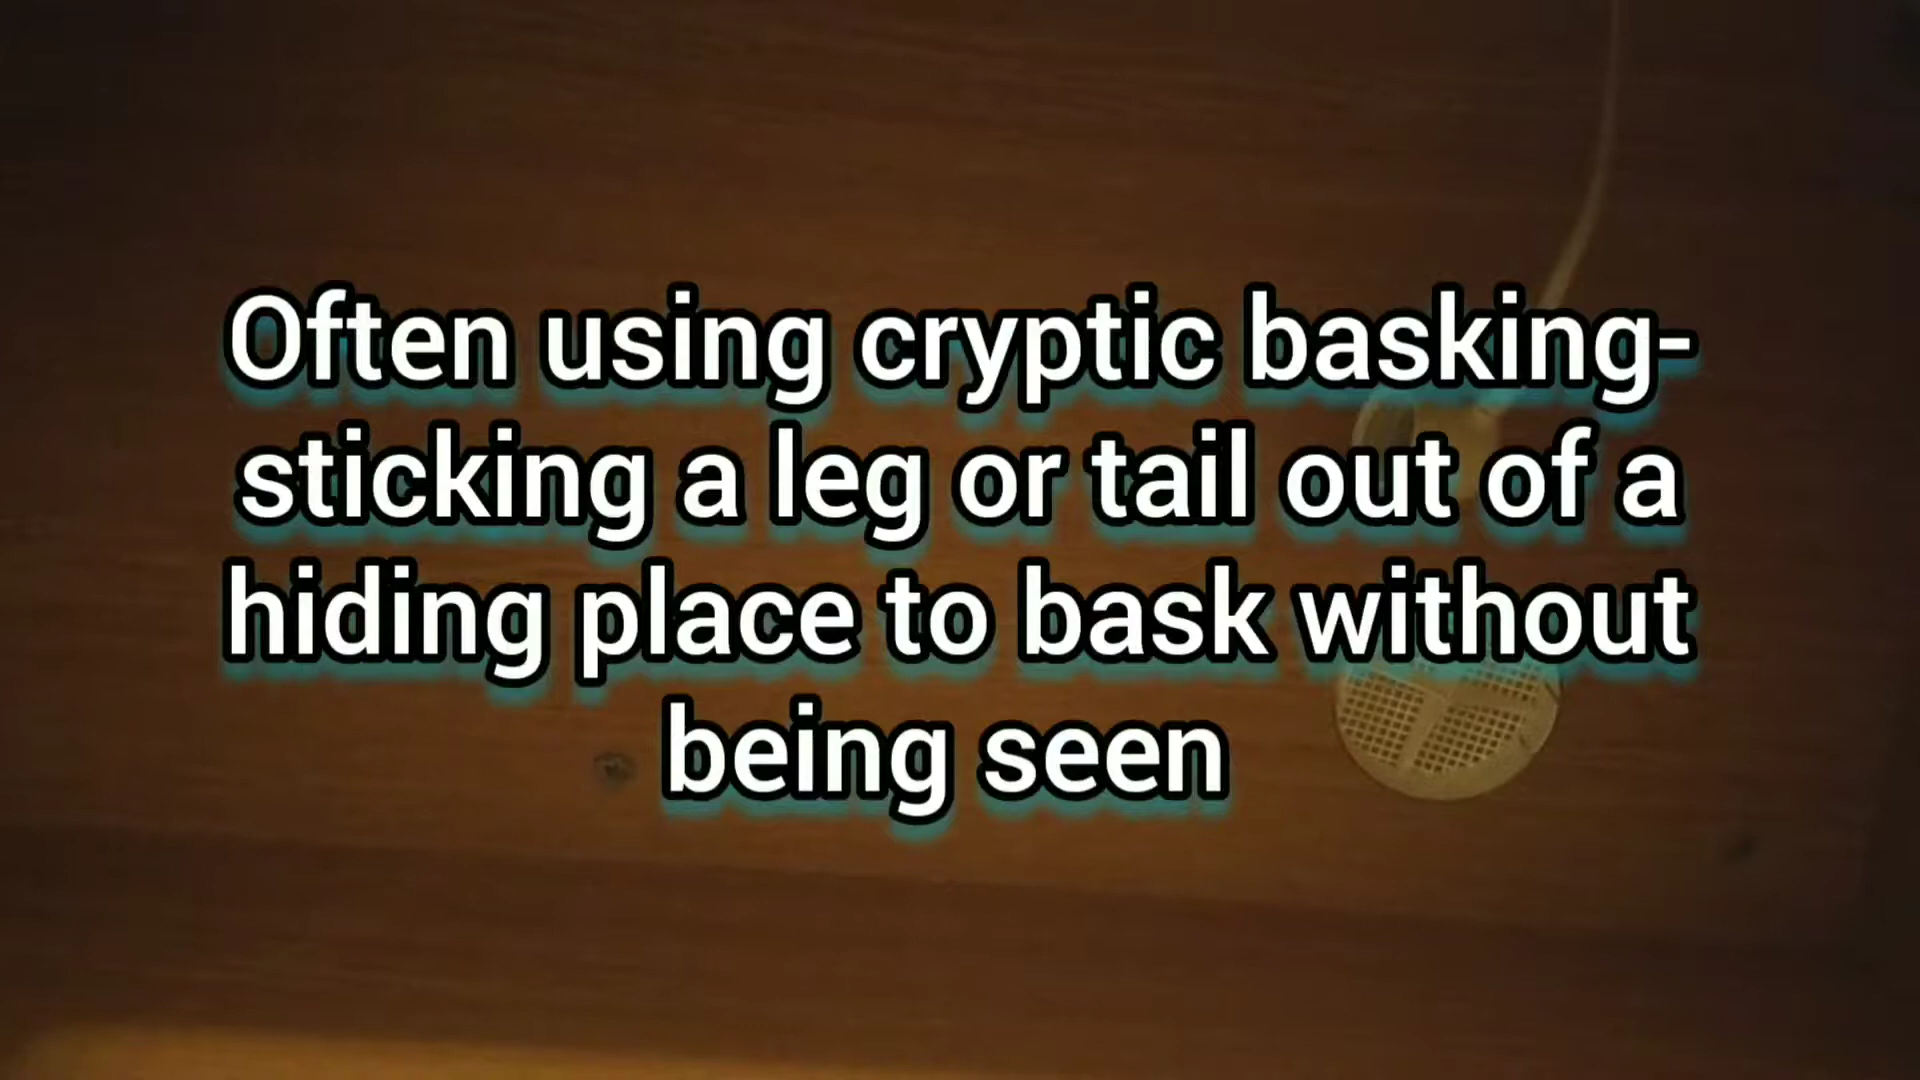 Often using cryptic basking-
sticking a leg or tail out of a
hiding place to bask without
being seen